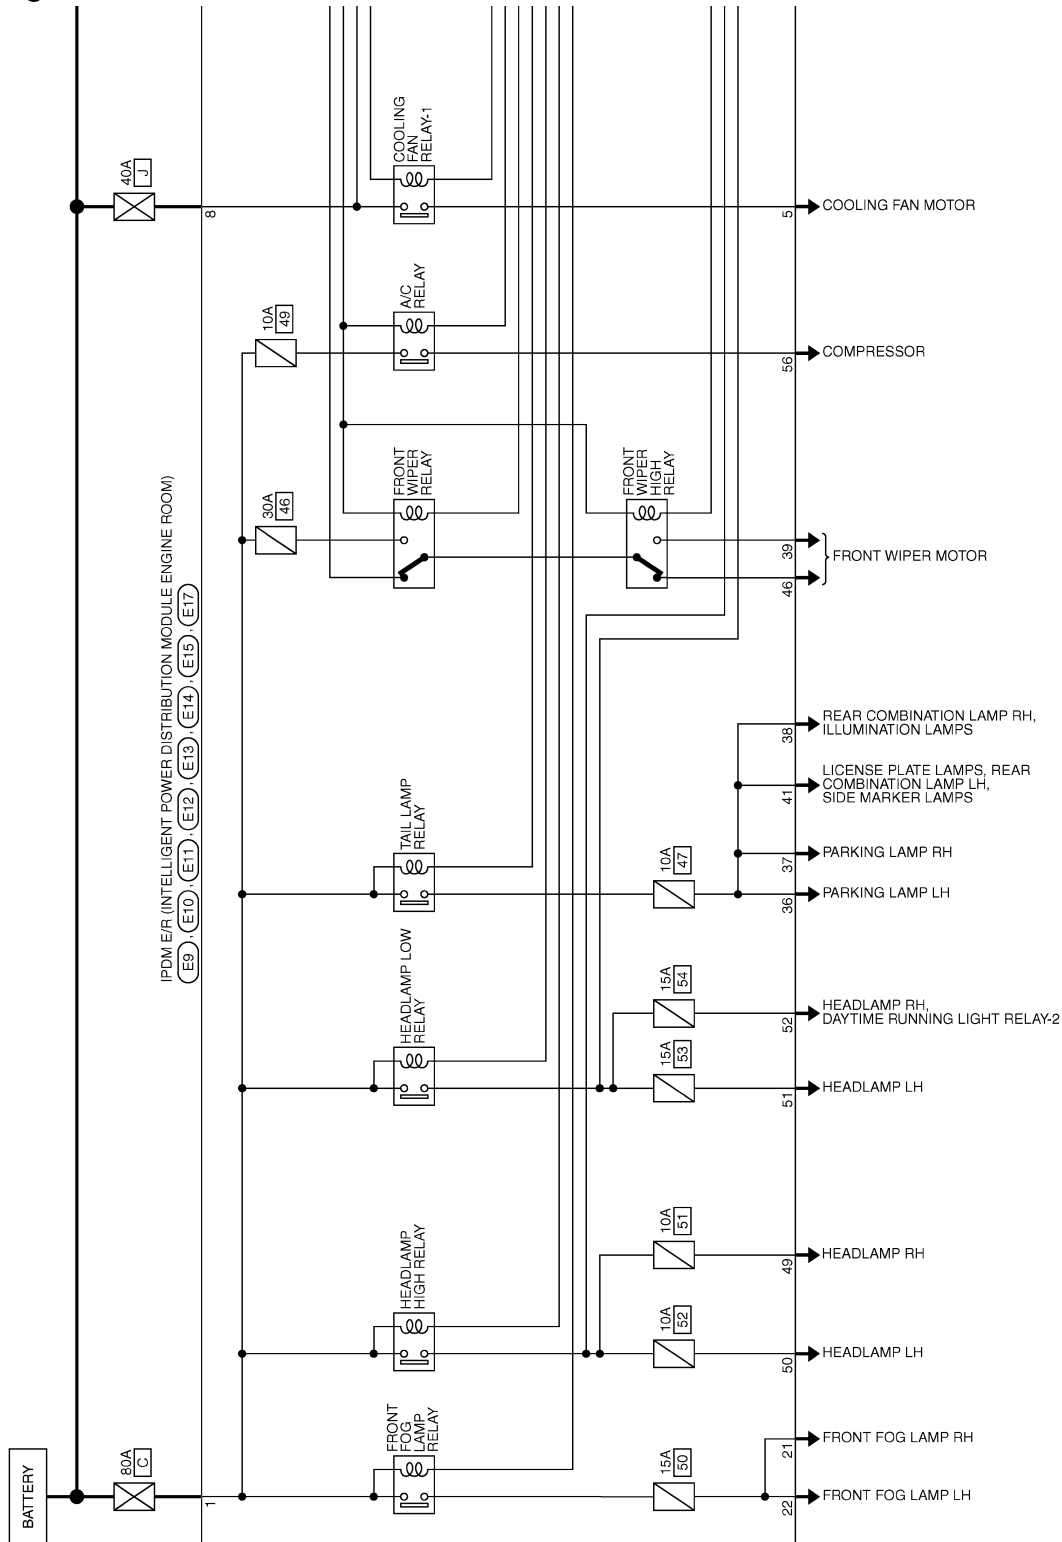 COOLING
FAN
RELAY-1
40A
J
8
5
COOLING FAN MOTOR
A/C
RELAY
10A
49
56
COMPRESSOR
FRONT
WIPER
RELAY
FRONT
WIPER
HIGH
RELAY
30A
46
39
46
FRONT WIPER MOTOR
IPDM E/R (INTELLIGENT POWER DISTRIBUTION MODULE ENGINE ROOM)
E9 , E10 , E11 , E12 , E13 , E14 , E15 , E17
38
REAR COMBINATION LAMP RH,
ILLUMINATION LAMPS
41
LICENSE PLATE LAMPS, REAR
COMBINATION LAMP LH,
SIDE MARKER LAMPS
TAIL LAMP
RELAY
10A
47
37
PARKING LAMP RH
36
PARKING LAMP LH
HEADLAMP LOW
RELAY
15A
54
52
HEADLAMP RH,
DAYTIME RUNNING LIGHT RELAY-2
15A
53
51
HEADLAMP LH
HEADLAMP
HIGH RELAY
10A
51
49
HEADLAMP RH
10A
52
50
HEADLAMP LH
FRONT
FOG
LAMP
RELAY
15A
50
21
FRONT FOG LAMP RH
22
FRONT FOG LAMP LH
80A
C
1
BATTERY